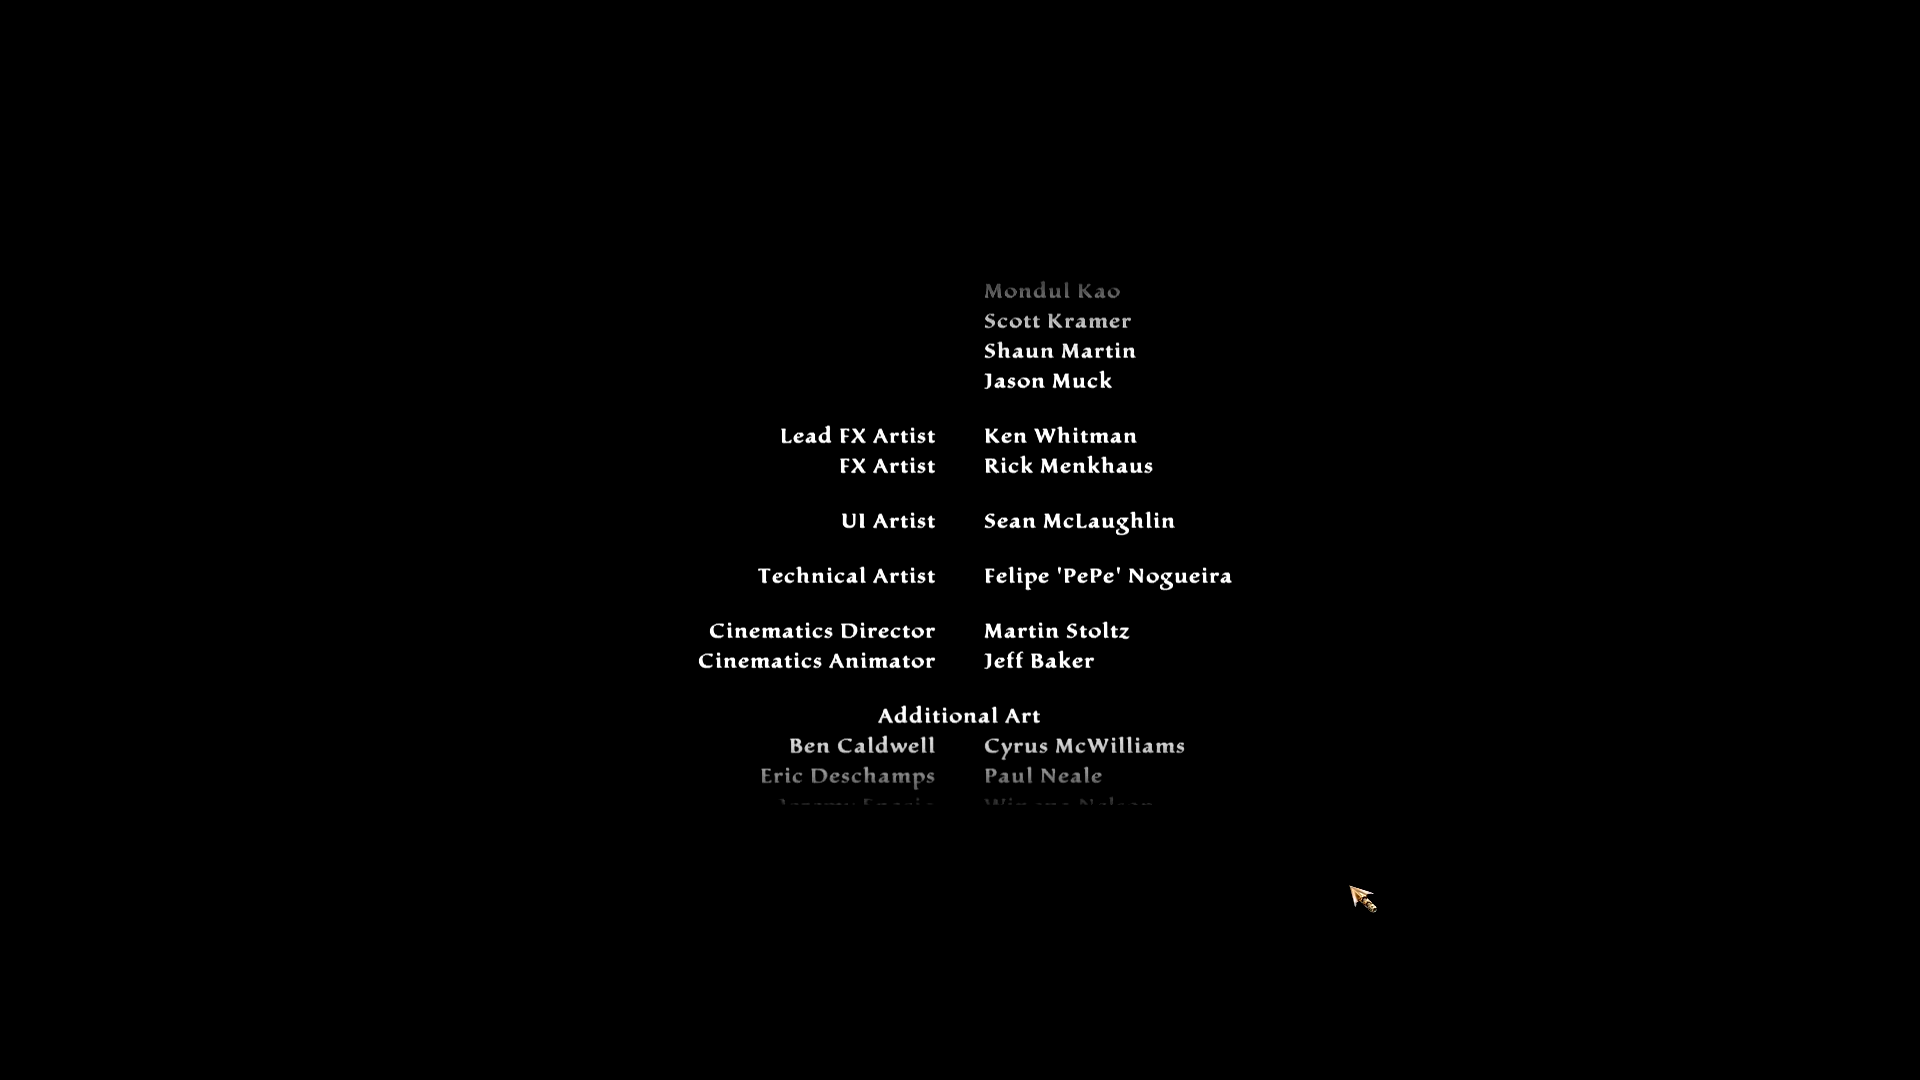 Mondul Kao
Scott Kramer
Shaun Martin
Jason Muck
Lead FX Artist Ken Whitman
FX Artist Rick Menkhaus
UI Artist Sean McLaughlin
Technical Artist Felipe 'PePe' Nogueira
Cinematics Director Martin Stoltz
Cinematics Animator Jeff Baker
Additional Art
Ben Caldwell Cyrus McWilliams
Eric Deschamps Paul Neale